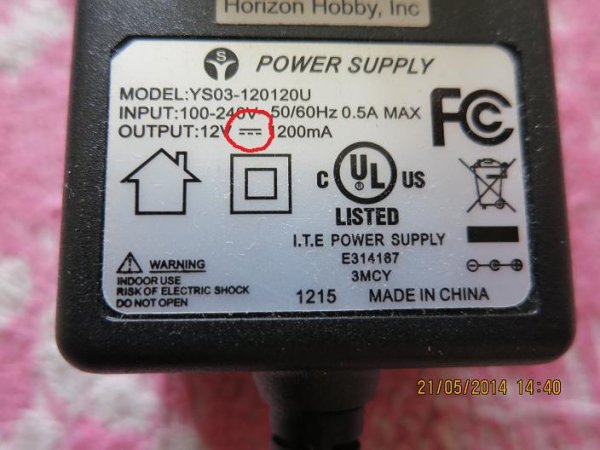 Horizon Hobby, Inc
S
POWER SUPPLY
MODEL:YS03-120120U
INPUT:100-240V 50/60Hz 0.5A MAX
OUTPUT:12V ⎓ 1200mA
FC
C UL US
LISTED
I.T.E POWER SUPPLY
E314187
3MCY
WARNING
INDOOR USE
RISK OF ELECTRIC SHOCK
DO NOT OPEN
1215 MADE IN CHINA
21/05/2014 14:40